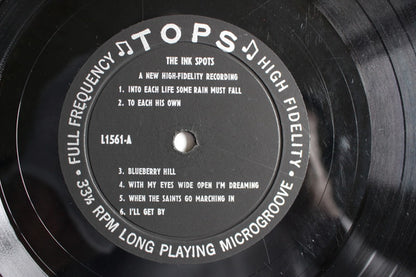 ♫TOPS♫
FULL FREQUENCY • HIGH FIDELITY •
33⅓ RPM LONG PLAYING MICROGROOVE •
THE INK SPOTS
A NEW HIGH-FIDELITY RECORDING
1. INTO EACH LIFE SOME RAIN MUST FALL
2. TO EACH HIS OWN
L1561-A
3. BLUEBERRY HILL
4. WITH MY EYES WIDE OPEN I'M DREAMING
5. WHEN THE SAINTS GO MARCHING IN
6. I'LL GET BY